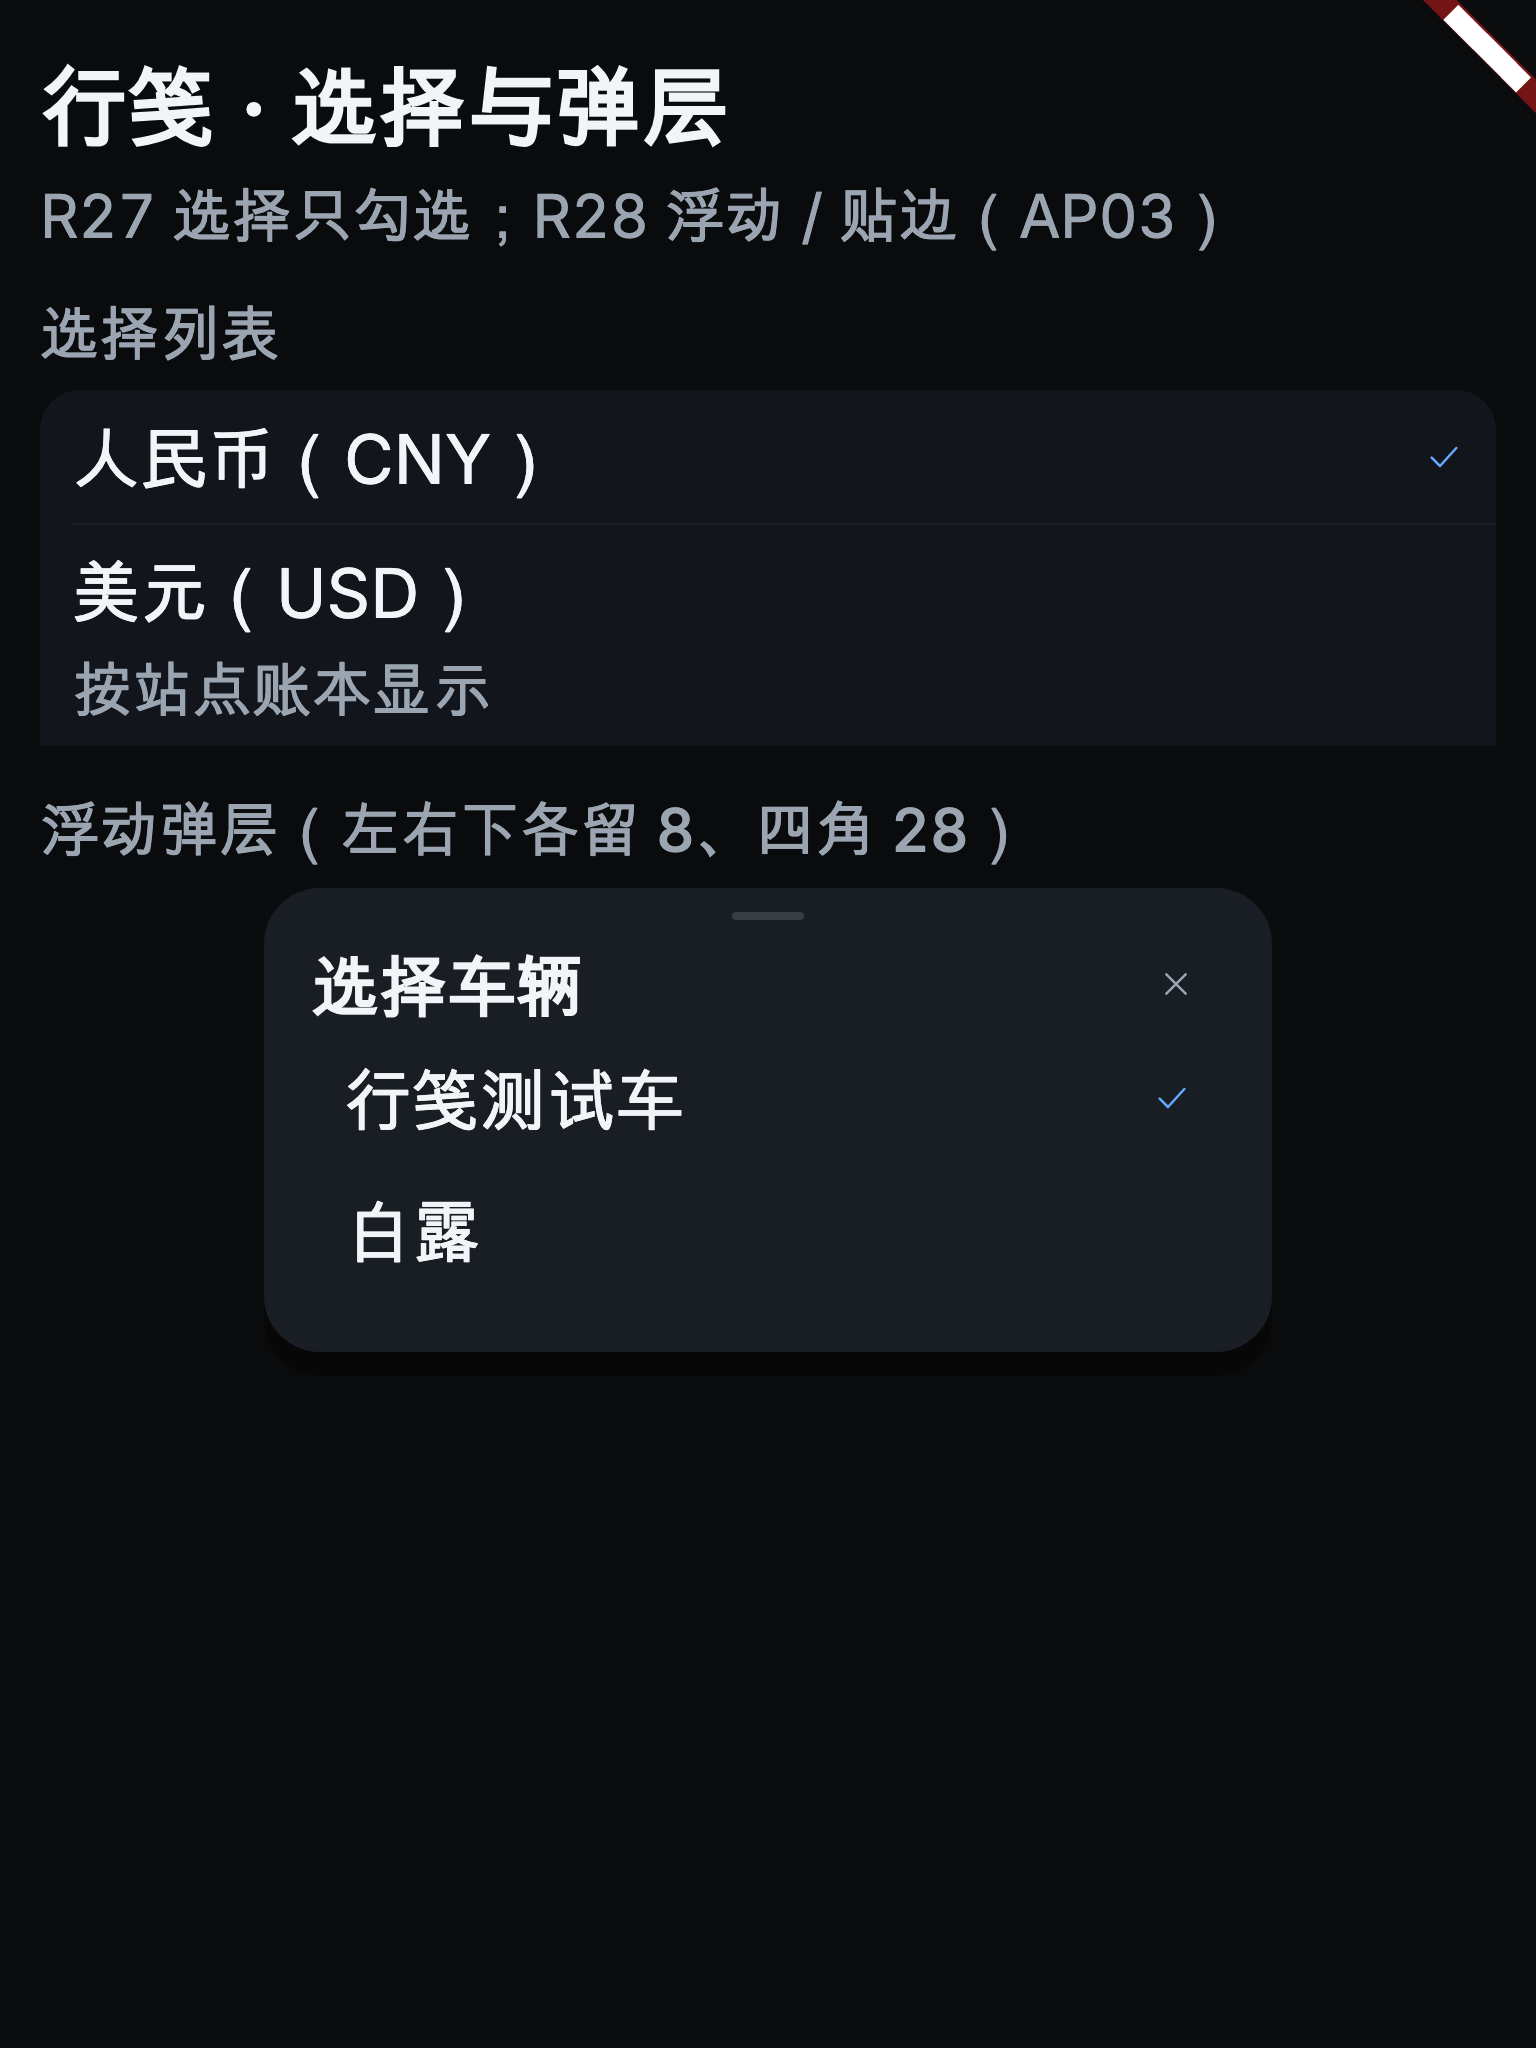 行笺 · 选择与弹层
R27 选择只勾选；R28 浮动 / 贴边（AP03）
选择列表
人民币（CNY）
美元（USD）
按站点账本显示
浮动弹层（左右下各留 8、四角 28）
选择车辆
行笺测试车
白露